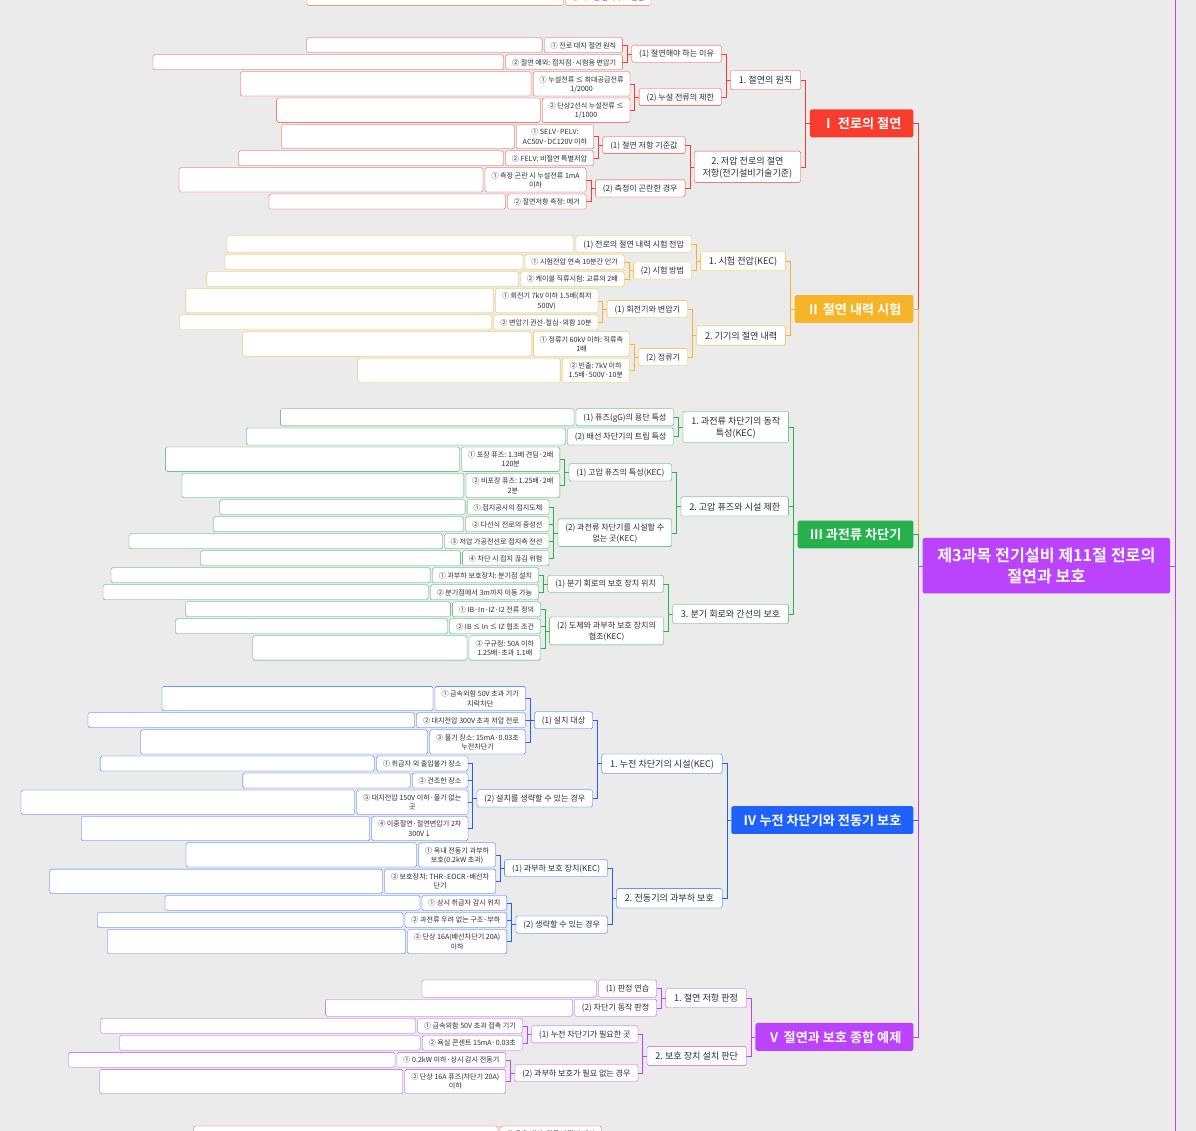 제3과목 전기설비 제11절 전로의
절연과 보호
I 전로의 절연
1. 절연의 원칙
(1) 절연해야 하는 이유
① 전로 대지 절연 원칙
② 절연 예외: 접지점·시험용 변압기
(2) 누설 전류의 제한
① 누설전류 ≤ 최대공급전류
1/2000
② 단상2선식 누설전류 ≤
1/1000
2. 저압 전로의 절연
저항(전기설비기술기준)
(1) 절연 저항 기준값
① SELV·PELV:
AC50V·DC120V 이하
② FELV: 비절연 특별저압
(2) 측정이 곤란한 경우
① 측정 곤란 시 누설전류 1mA
이하
② 절연저항 측정: 메거
II 절연 내력 시험
1. 시험 전압(KEC)
(1) 전로의 절연 내력 시험 전압
(2) 시험 방법
① 시험전압 연속 10분간 인가
② 케이블 직류시험: 교류의 2배
2. 기기의 절연 내력
(1) 회전기와 변압기
① 회전기 7kV 이하 1.5배(최저
500V)
② 변압기 권선·철심·외함 10분
(2) 정류기
① 정류기 60kV 이하: 직류측
1배
② 빈출: 7kV 이하
1.5배·500V·10분
III 과전류 차단기
1. 과전류 차단기의 동작
특성(KEC)
(1) 퓨즈(gG)의 용단 특성
(2) 배선 차단기의 트립 특성
2. 고압 퓨즈와 시설 제한
(1) 고압 퓨즈의 특성(KEC)
① 포장 퓨즈: 1.3배 견딤·2배
120분
② 비포장 퓨즈: 1.25배·2배
2분
(2) 과전류 차단기를 시설할 수
없는 곳(KEC)
① 접지공사의 접지도체
② 다선식 전로의 중성선
③ 저압 가공전선로 접지측 전선
④ 차단 시 접지 끊김 위험
3. 분기 회로와 간선의 보호
(1) 분기 회로의 보호 장치 위치
① 과부하 보호장치: 분기점 설치
② 분기점에서 3m까지 이동 가능
(2) 도체와 과부하 보호 장치의
협조(KEC)
① IB·In·IZ·I2 전류 정의
② IB ≤ In ≤ IZ 협조 조건
③ 구규정: 50A 이하
1.25배·초과 1.1배
IV 누전 차단기와 전동기 보호
1. 누전 차단기의 시설(KEC)
(1) 설치 대상
① 금속외함 50V 초과 기기
지락차단
② 대지전압 300V 초과 저압 전로
③ 물기 장소: 15mA·0.03초
누전차단기
(2) 설치를 생략할 수 있는 경우
① 취급자 외 출입불가 장소
② 건조한 장소
③ 대지전압 150V 이하·물기 없는
곳
④ 이중절연·절연변압기 2차
300V↓
2. 전동기의 과부하 보호
(1) 과부하 보호 장치(KEC)
① 옥내 전동기 과부하
보호(0.2kW 초과)
② 보호장치: THR·EOCR·배선차
단기
(2) 생략할 수 있는 경우
① 상시 취급자 감시 위치
② 과전류 우려 없는 구조·부하
③ 단상 16A(배선차단기 20A)
이하
V 절연과 보호 종합 예제
1. 절연 저항 판정
(1) 판정 연습
(2) 차단기 동작 판정
2. 보호 장치 설치 판단
(1) 누전 차단기가 필요한 곳
① 금속외함 50V 초과 접촉 기기
② 욕실 콘센트 15mA·0.03초
(2) 과부하 보호가 필요 없는 경우
① 0.2kW 이하·상시 감시 전동기
② 단상 16A 퓨즈(차단기 20A)
이하